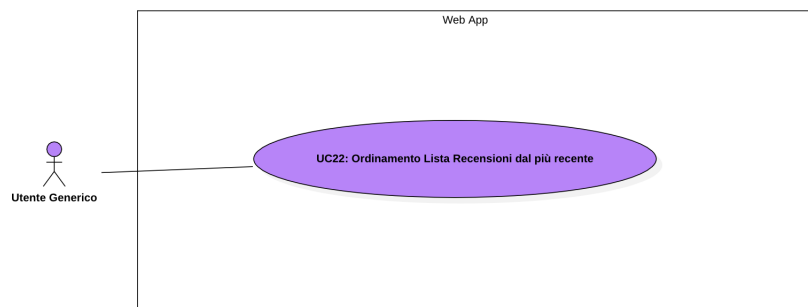 Web App
UC22: Ordinamento Lista Recensioni dal più recente
Utente Generico